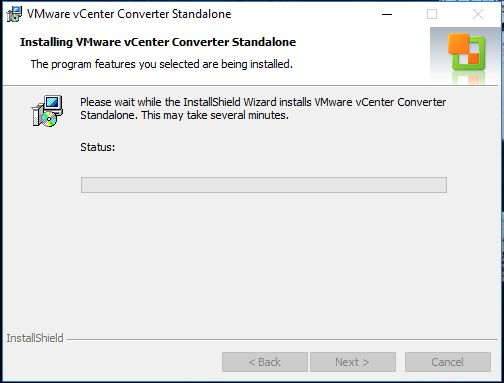 VMware vCenter Converter Standalone
Installing VMware vCenter Converter Standalone
The program features you selected are being installed.
Please wait while the InstallShield Wizard installs VMware vCenter Converter
Standalone. This may take several minutes.
Status:
InstallShield
< Back
Next >
Cancel